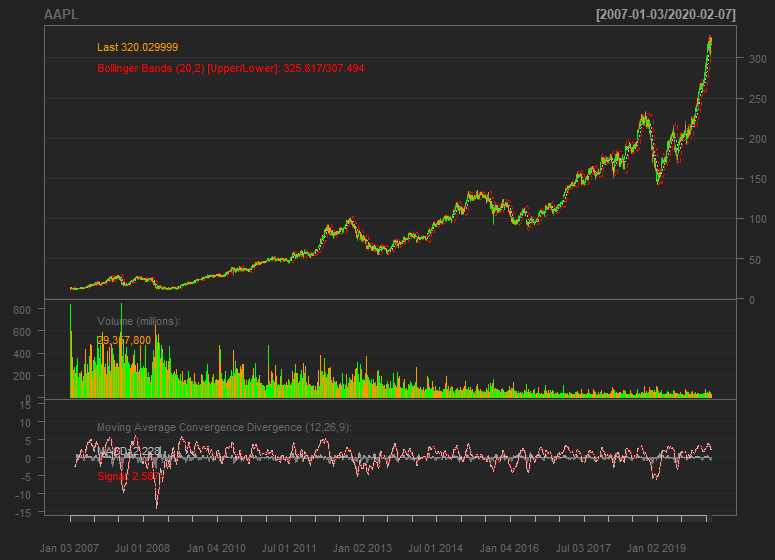 AAPL [2007-01-03/2020-02-07]
Last 320.029999
Bollinger Bands (20,2) [Upper/Lower]: 325.817/307.494
300
250
200
150
100
50
0
Volume (millions):
800
600
400
200
0
Moving Average Convergence Divergence (12,26,9):
Signal: 2.587
15
10
5
0
-5
-10
-15
Jan 03 2007 Jul 01 2008 Jan 04 2010 Jul 01 2011 Jan 02 2013 Jul 01 2014 Jan 04 2016 Jul 03 2017 Jan 02 2019